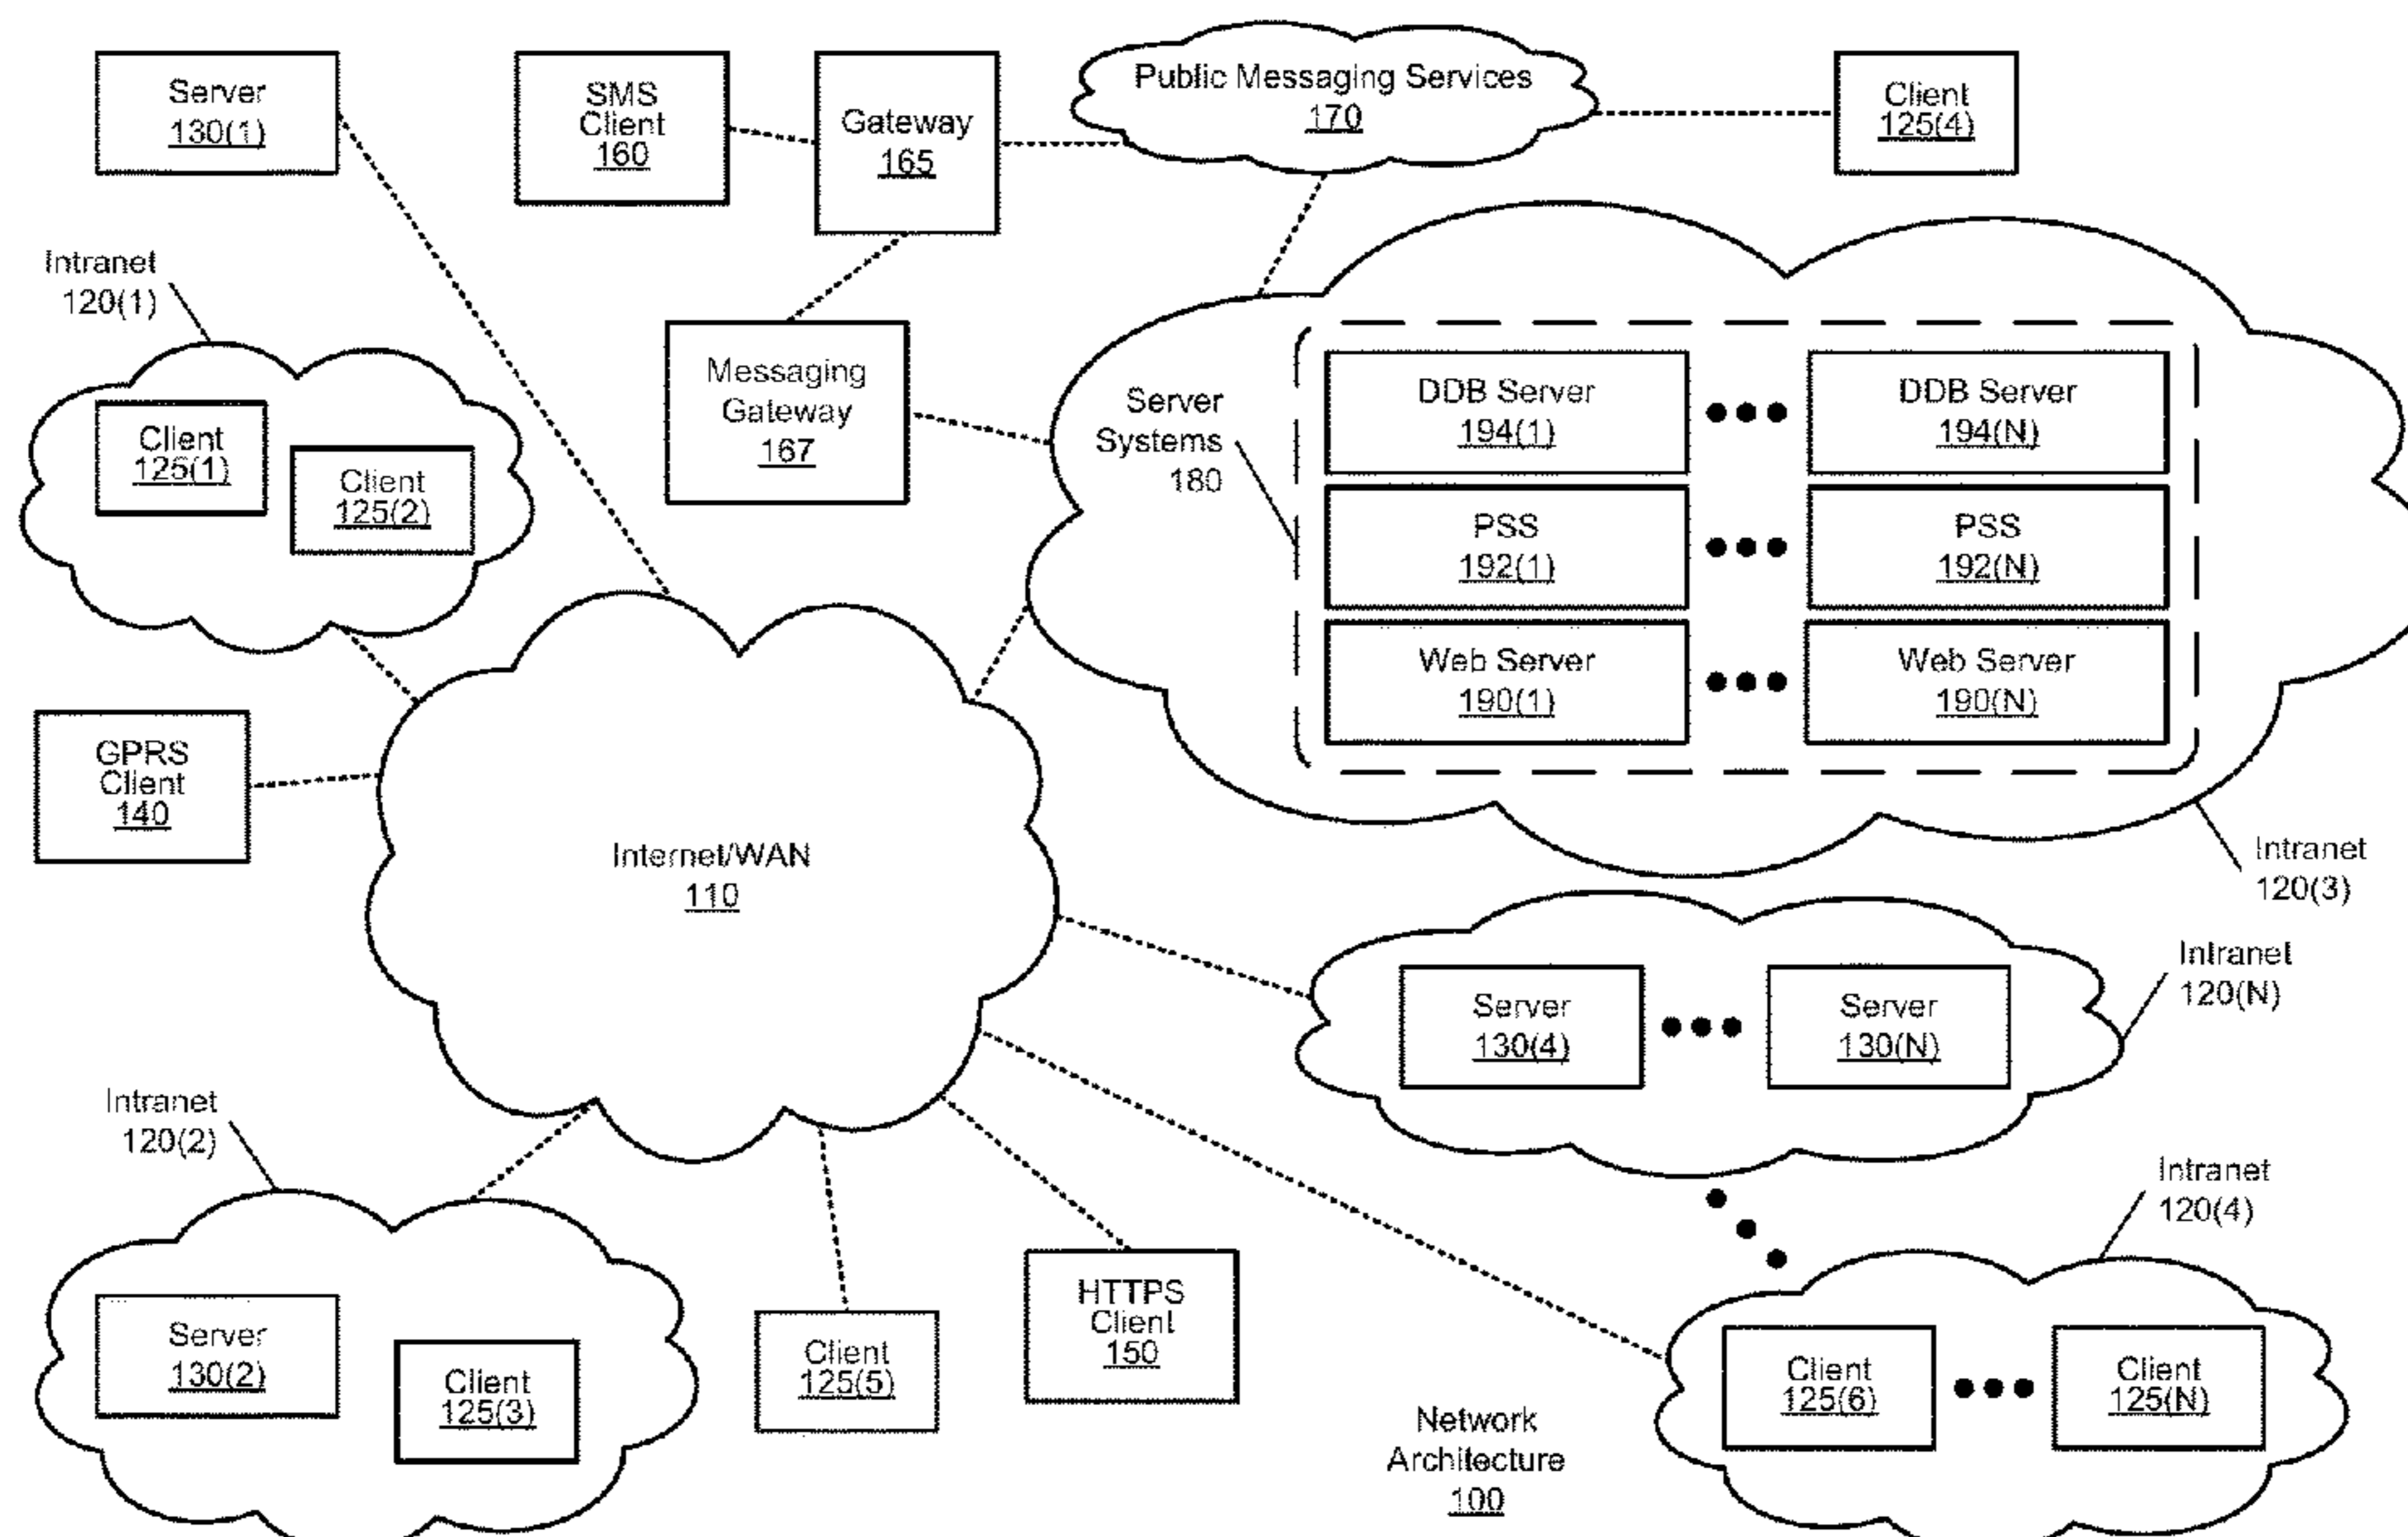 Server
130(1)
SMS
Client
160
Gateway
165
Public Messaging Services
170
Client
125(4)
Intranet
120(1)
Client
125(1)
Client
125(2)
Messaging
Gateway
167
Server
Systems
180
DDB Server
194(1)
DDB Server
194(N)
PSS
192(1)
PSS
192(N)
Web Server
190(1)
Web Server
190(N)
GPRS
Client
140
Internet/WAN
110
Intranet
120(3)
Server
130(4)
Server
130(N)
Intranet
120(N)
Intranet
120(2)
Server
130(2)
Client
125(3)
Client
125(5)
HTTPS
Client
150
Intranet
120(4)
Client
125(6)
Client
125(N)
Network
Architecture
100